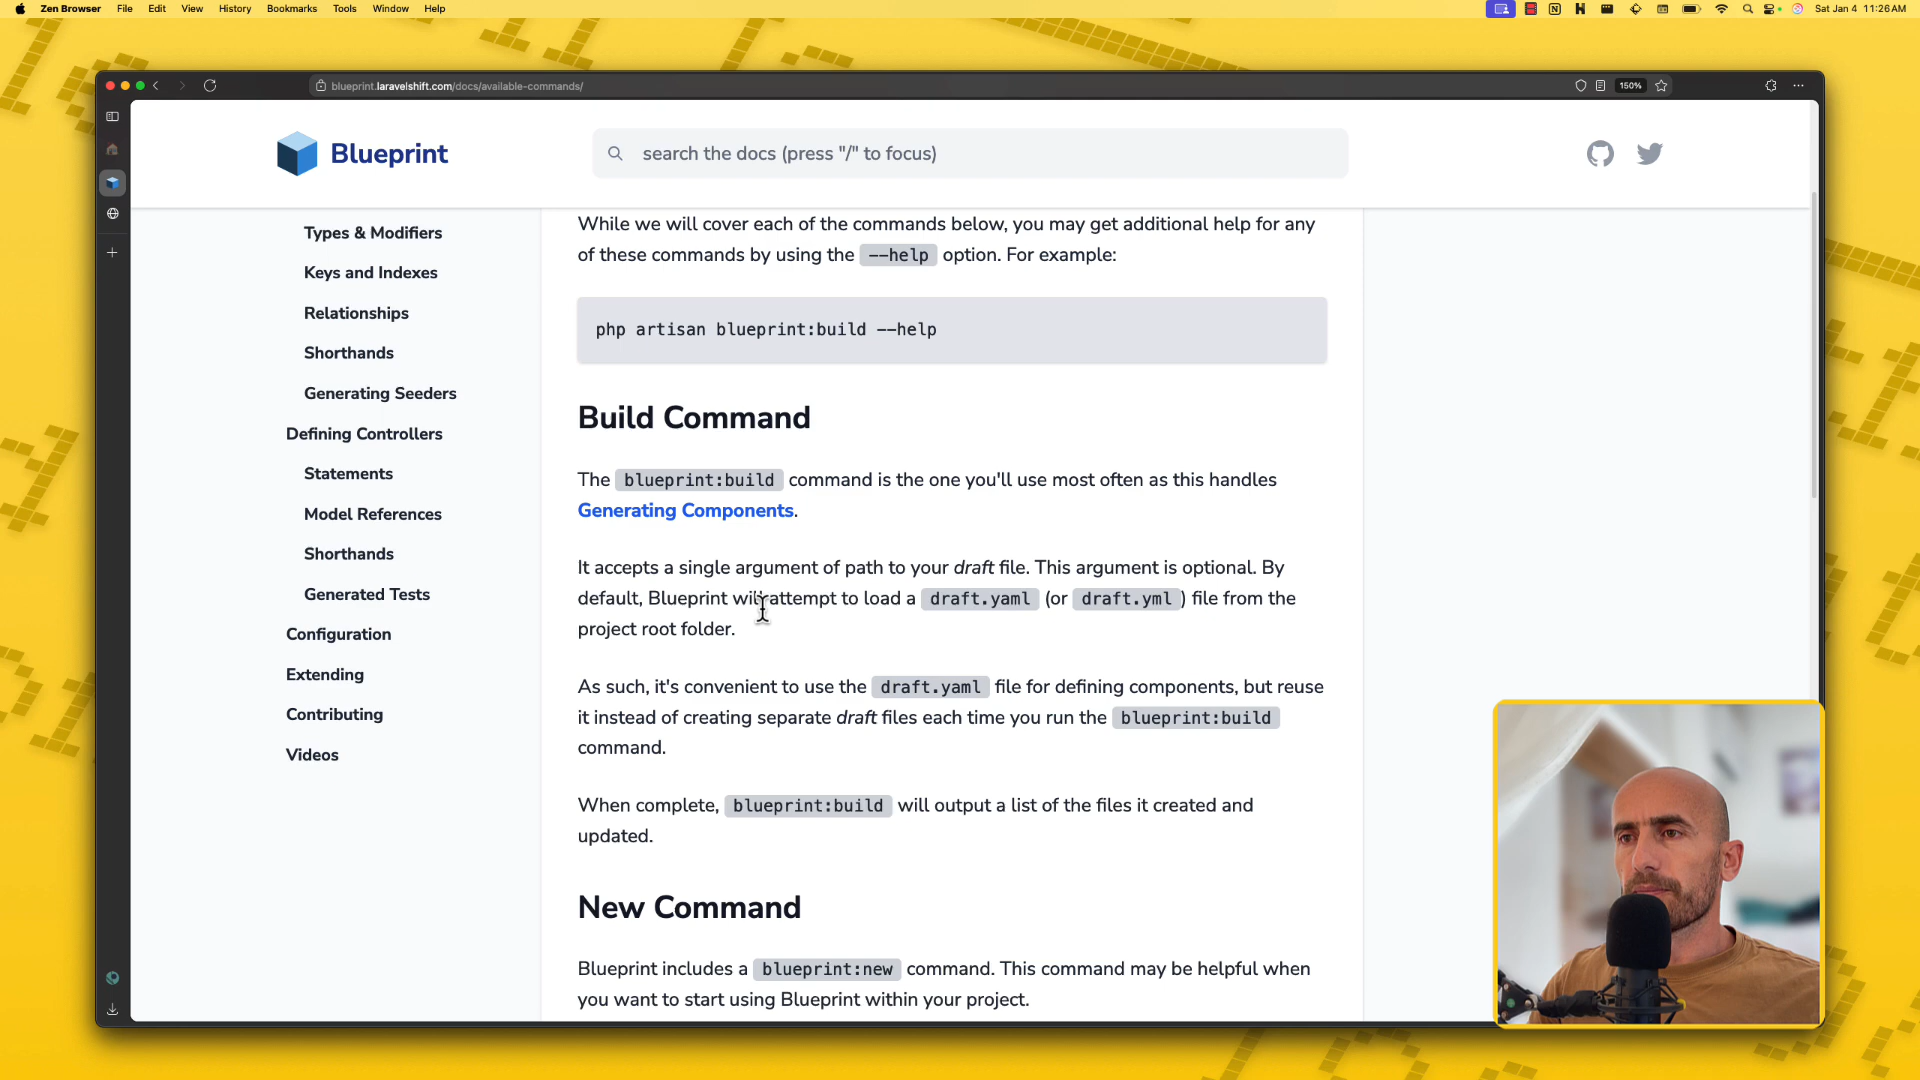 Zen Browser File Edit View History Bookmarks Tools Window Help
Sat Jan 4 11:26 AM
blueprint.laravelshift.com/docs/available-commands/
150%
Blueprint
search the docs (press "/" to focus)
Types & Modifiers
Keys and Indexes
Relationships
Shorthands
Generating Seeders
Defining Controllers
Statements
Model References
Shorthands
Generated Tests
Configuration
Extending
Contributing
Videos
While we will cover each of the commands below, you may get additional help for any
of these commands by using the --help option. For example:
php artisan blueprint:build --help
Build Command
The blueprint:build command is the one you'll use most often as this handles
Generating Components.
It accepts a single argument of path to your draft file. This argument is optional. By
default, Blueprint will attempt to load a draft.yaml (or draft.yml) file from the
project root folder.
As such, it's convenient to use the draft.yaml file for defining components, but reuse
it instead of creating separate draft files each time you run the blueprint:build
command.
When complete, blueprint:build will output a list of the files it created and
updated.
New Command
Blueprint includes a blueprint:new command. This command may be helpful when
you want to start using Blueprint within your project.